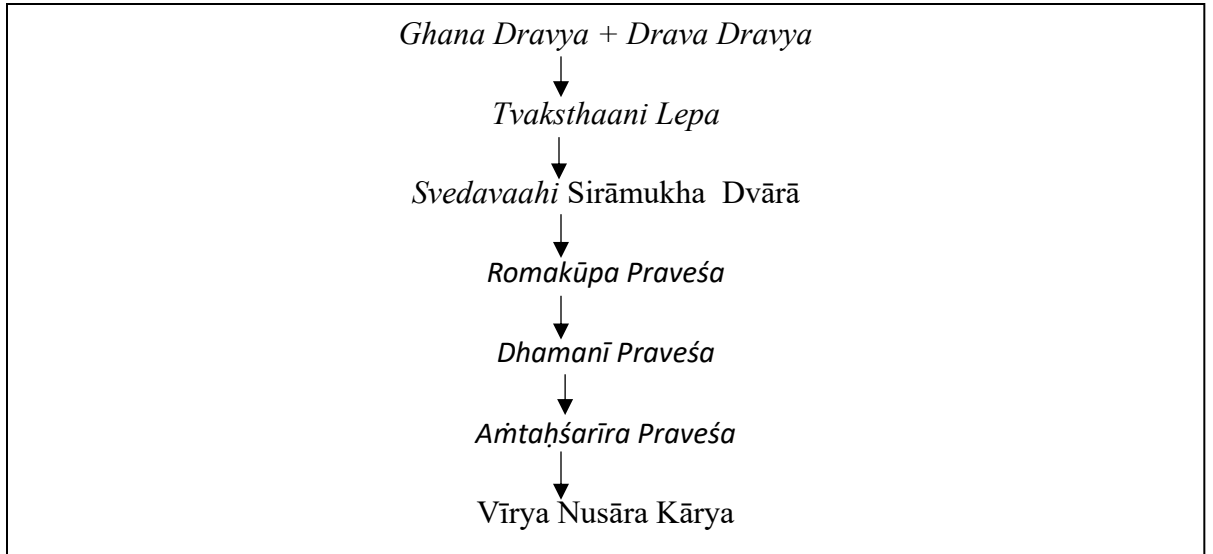 Ghana Dravya + Drava Dravya
Tvaksthaani Lepa
Svedavaahi Sirāmukha Dvārā
Romakūpa Praveśa
Dhamanī Praveśa
Aṁtaḥśarīra Praveśa
Vīrya Nusāra Kārya